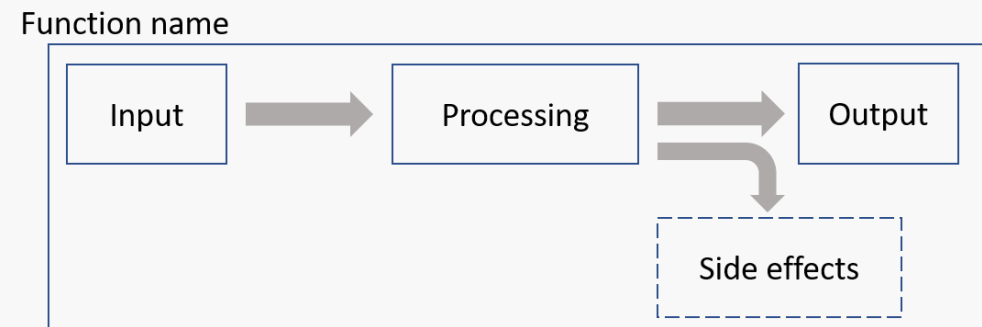 Function name
Input
Processing
Output
Side effects